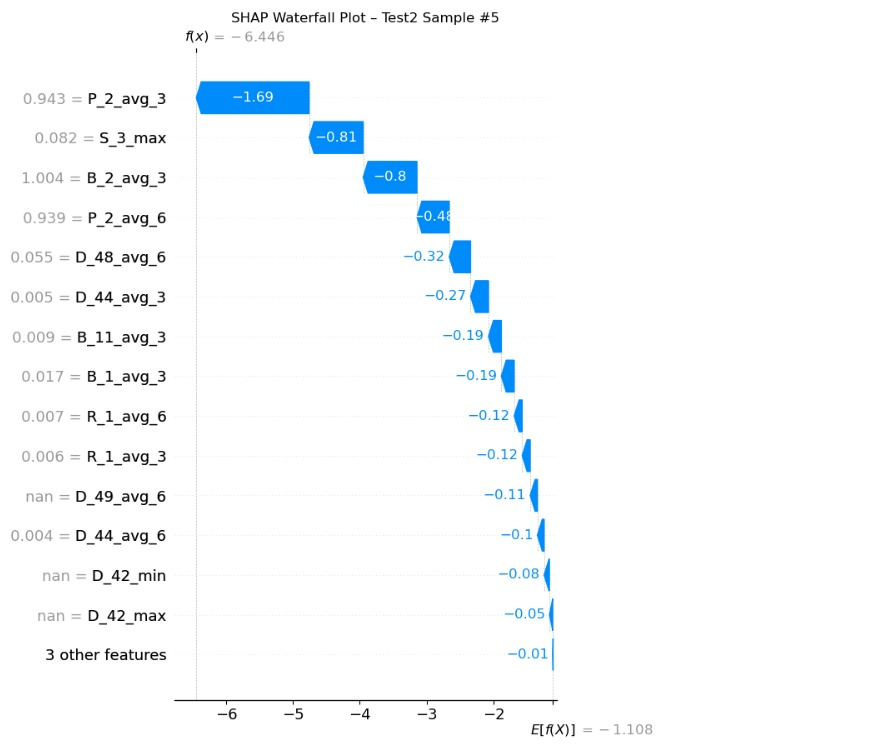 SHAP Waterfall Plot – Test2 Sample #5
f(x) = −6.446
0.943 = P_2_avg_3 −1.69
0.082 = S_3_max −0.81
1.004 = B_2_avg_3 −0.8
0.939 = P_2_avg_6 −0.48
0.055 = D_48_avg_6 −0.32
0.005 = D_44_avg_3 −0.27
0.009 = B_11_avg_3 −0.19
0.017 = B_1_avg_3 −0.19
0.007 = R_1_avg_6 −0.12
0.006 = R_1_avg_3 −0.12
nan = D_49_avg_6 −0.11
0.004 = D_44_avg_6 −0.1
nan = D_42_min −0.08
nan = D_42_max −0.05
3 other features −0.01
−6 −5 −4 −3 −2
E[f(X)] = −1.108